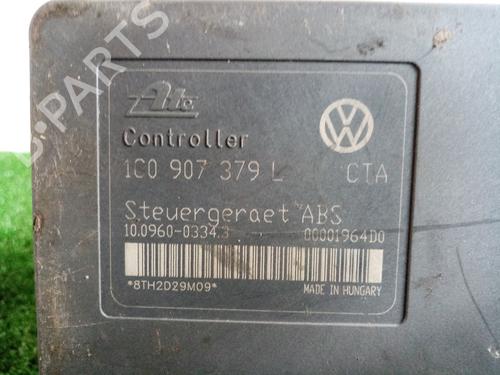 B-PARTS
Ate
Controller
1C0 907 379 L CTA
Steuergeraet ABS
10.0960-0334.3 00001964D0
*8TH2D29M09* MADE IN HUNGARY